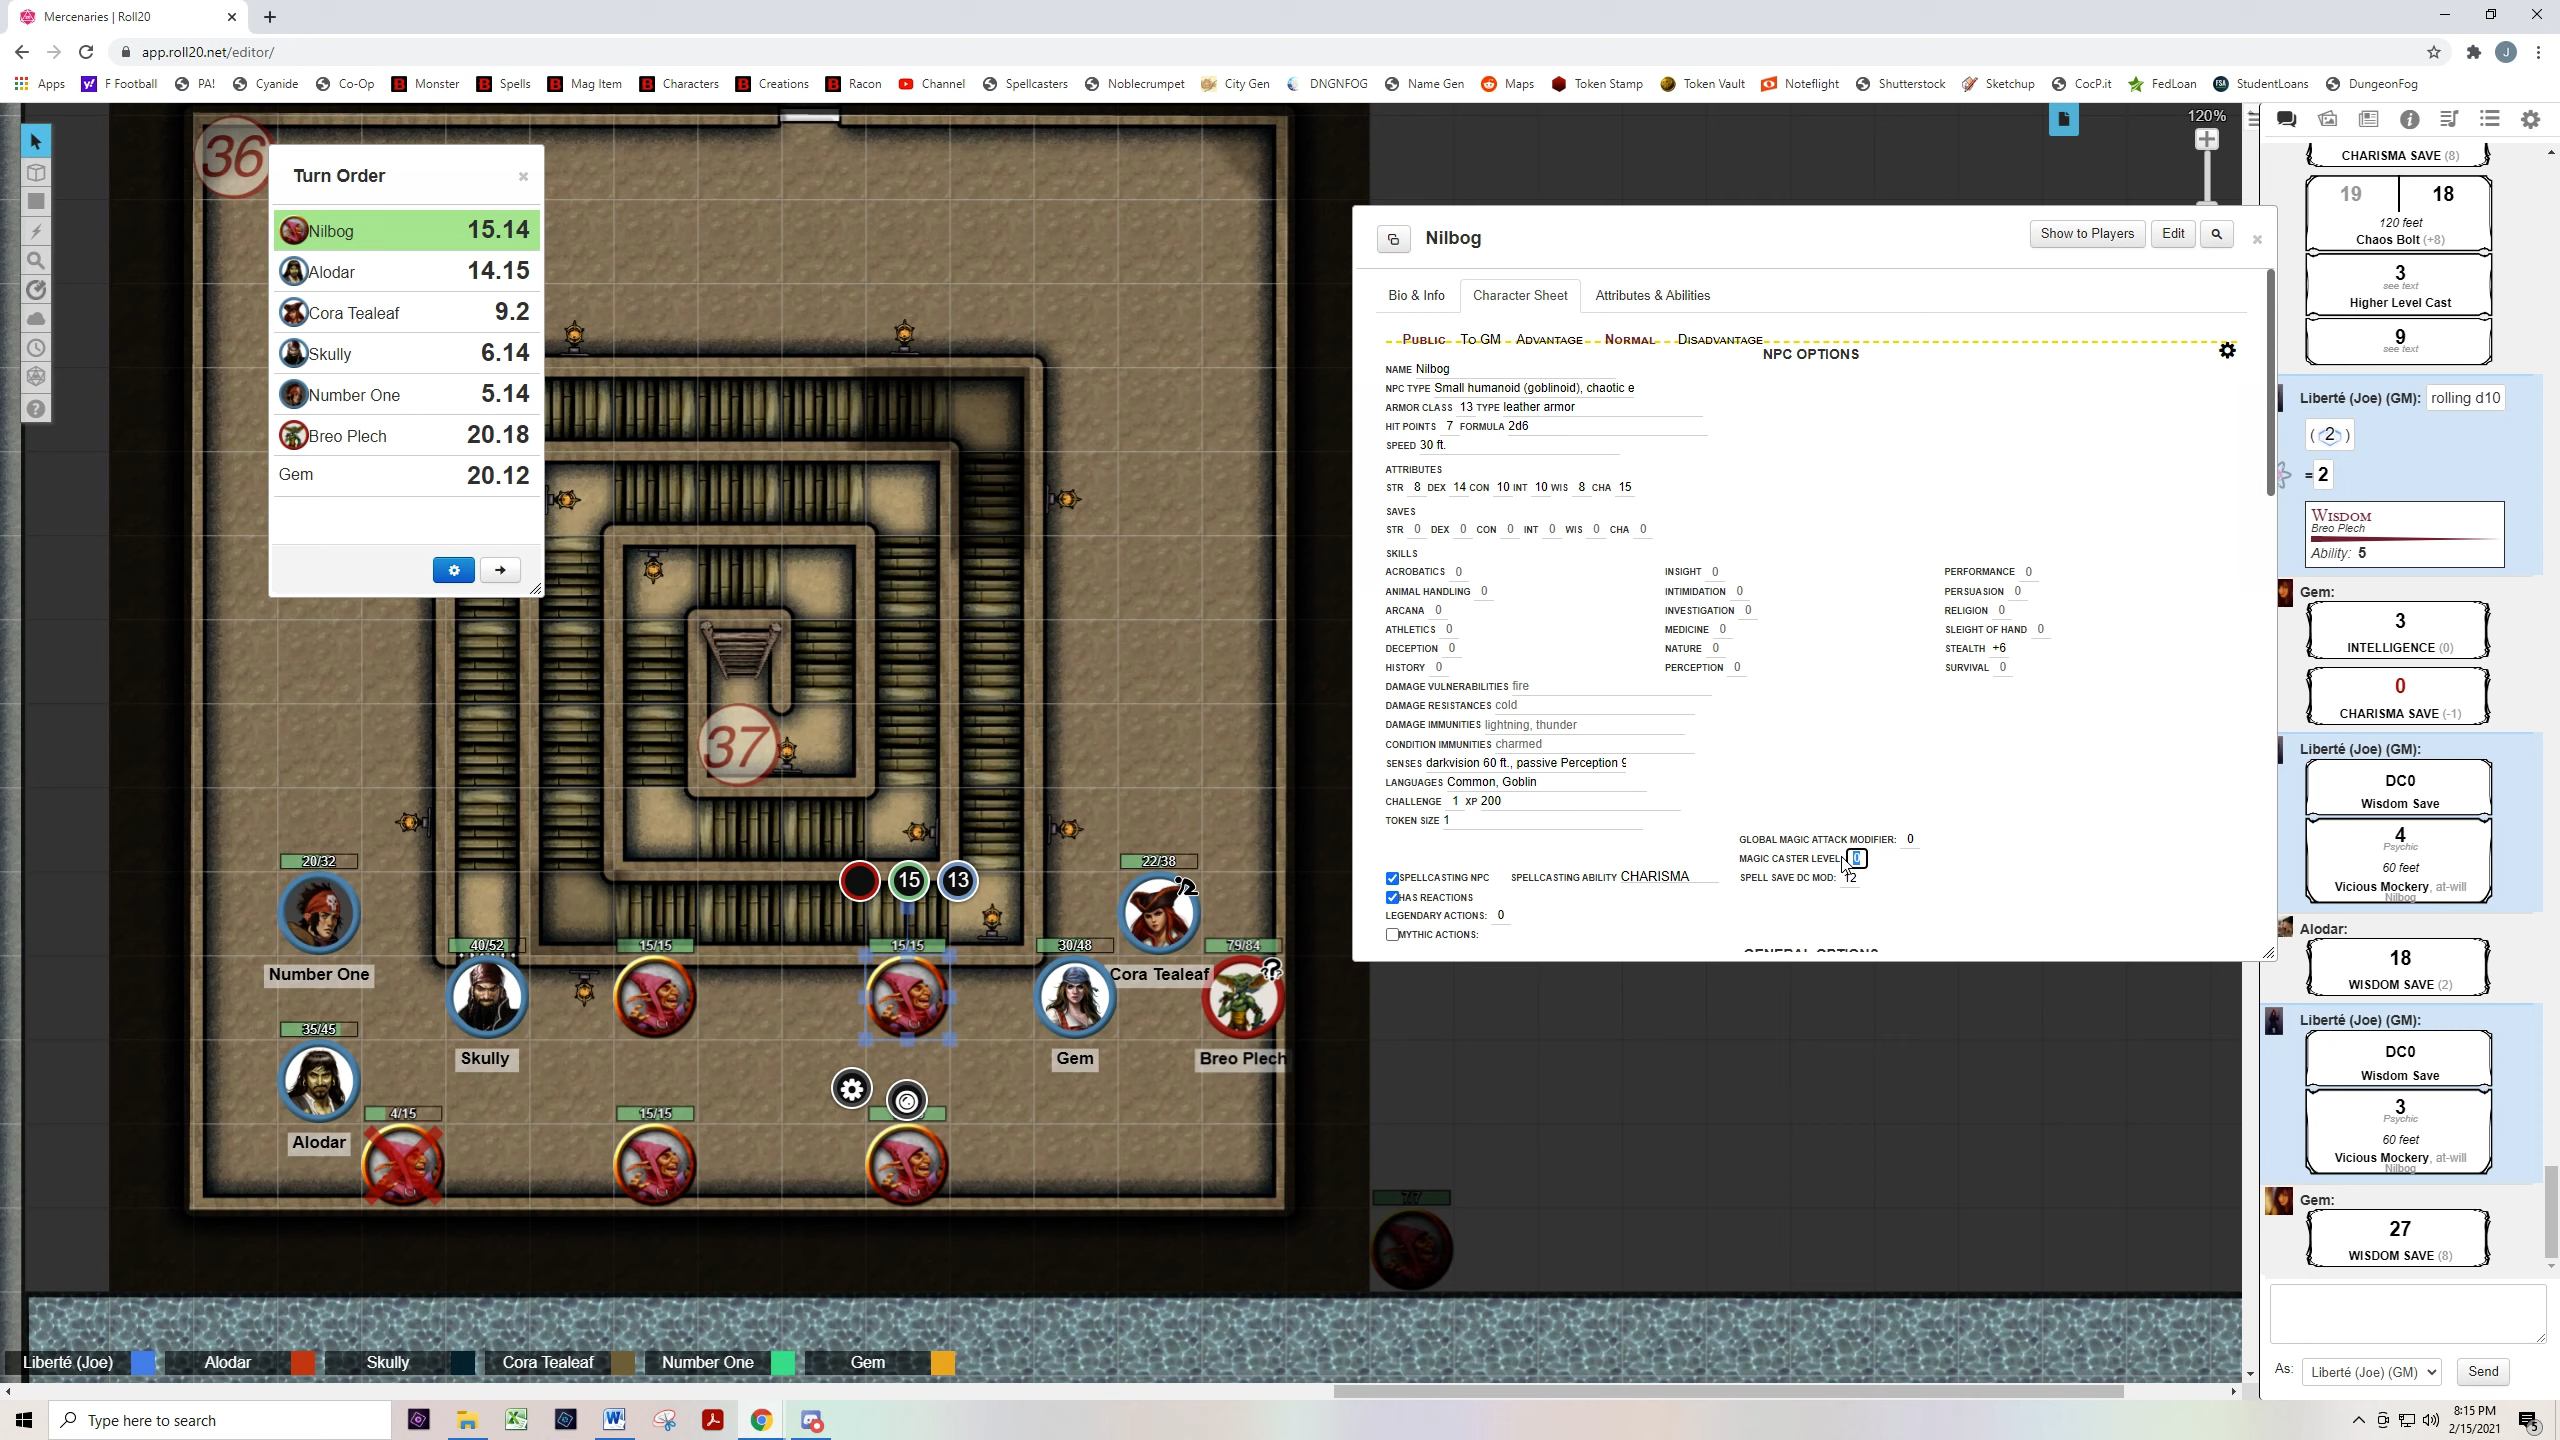 Mercenaries | Roll20
app.roll20.net/editor/
Apps F Football PA! Cyanide Co-Op Monster Spells Mag Item Characters Creations Racon Channel Spellcasters Noblecrumpet City Gen DNGNFOG Name Gen Maps Token Stamp Token Vault Noteflight Shutterstock Sketchup CocP.it FedLoan StudentLoans DungeonFog
120%
36
Turn Order
Nilbog 15.14
Alodar 14.15
Cora Tealeaf 9.2
Skully 6.14
Number One 5.14
Breo Plech 20.18
Gem 20.12
37
20/32
Number One
35/45
Alodar
4/15
40/52
Skully
15/15
15/15
15 13
15/15
30/48
Gem
22/38
Cora Tealeaf
79/84
Breo Plech
7/7
Nilbog
Show to Players Edit
Bio & Info Character Sheet Attributes & Abilities
PUBLIC TO GM ADVANTAGE NORMAL DISADVANTAGE
NPC OPTIONS
NAME Nilbog
NPC TYPE Small humanoid (goblinoid), chaotic e
ARMOR CLASS 13 TYPE leather armor
HIT POINTS 7 FORMULA 2d6
SPEED 30 ft.
ATTRIBUTES
STR 8 DEX 14 CON 10 INT 10 WIS 8 CHA 15
SAVES
STR 0 DEX 0 CON 0 INT 0 WIS 0 CHA 0
SKILLS
ACROBATICS 0 INSIGHT 0 PERFORMANCE 0
ANIMAL HANDLING 0 INTIMIDATION 0 PERSUASION 0
ARCANA 0 INVESTIGATION 0 RELIGION 0
ATHLETICS 0 MEDICINE 0 SLEIGHT OF HAND 0
DECEPTION 0 NATURE 0 STEALTH +6
HISTORY 0 PERCEPTION 0 SURVIVAL 0
DAMAGE VULNERABILITIES fire
DAMAGE RESISTANCES cold
DAMAGE IMMUNITIES lightning, thunder
CONDITION IMMUNITIES charmed
SENSES darkvision 60 ft., passive Perception 9
LANGUAGES Common, Goblin
CHALLENGE 1 XP 200
TOKEN SIZE 1
GLOBAL MAGIC ATTACK MODIFIER: 0
MAGIC CASTER LEVEL 0
SPELLCASTING NPC SPELLCASTING ABILITY CHARISMA SPELL SAVE DC MOD: 12
HAS REACTIONS
LEGENDARY ACTIONS: 0
MYTHIC ACTIONS:
GENERAL OPTIONS
CHARISMA SAVE (8)
19 18
120 feet
Chaos Bolt (+8)
3
see text
Higher Level Cast
9
see text
Liberté (Joe) (GM): rolling d10
(2)
=2
WISDOM
Breo Plech
Ability: 5
Gem:
3
INTELLIGENCE (0)
0
CHARISMA SAVE (-1)
Liberté (Joe) (GM):
DC0
Wisdom Save
4
Psychic
60 feet
Vicious Mockery, at-will
Nilbog
Alodar:
18
WISDOM SAVE (2)
Liberté (Joe) (GM):
DC0
Wisdom Save
3
Psychic
60 feet
Vicious Mockery, at-will
Nilbog
Gem:
27
WISDOM SAVE (8)
As: Liberté (Joe) (GM) Send
Liberté (Joe) Alodar Skully Cora Tealeaf Number One Gem
Type here to search
8:15 PM
2/15/2021
5